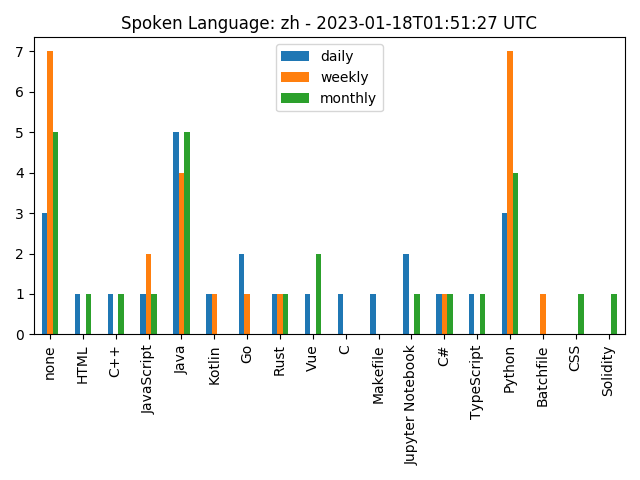 Spoken Language: zh - 2023-01-18T01:51:27 UTC
daily
weekly
monthly
7
6
5
4
3
2
1
0
none
HTML
C++
JavaScript
Java
Kotlin
Go
Rust
Vue
C
Makefile
Jupyter Notebook
C#
TypeScript
Python
Batchfile
CSS
Solidity